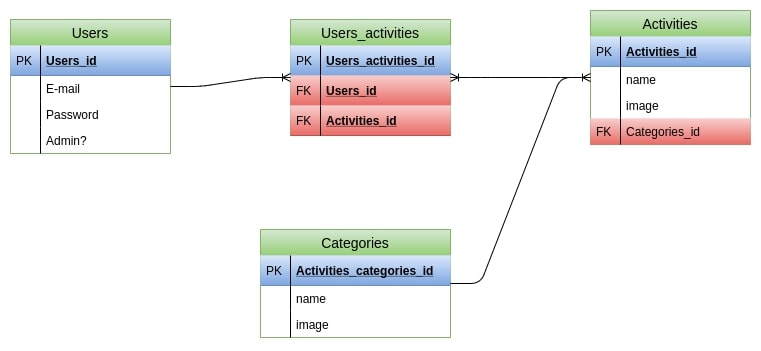 Users
PK Users_id
E-mail
Password
Admin?
Users_activities
PK Users_activities_id
FK Users_id
FK Activities_id
Activities
PK Activities_id
name
image
FK Categories_id
Categories
PK Activities_categories_id
name
image